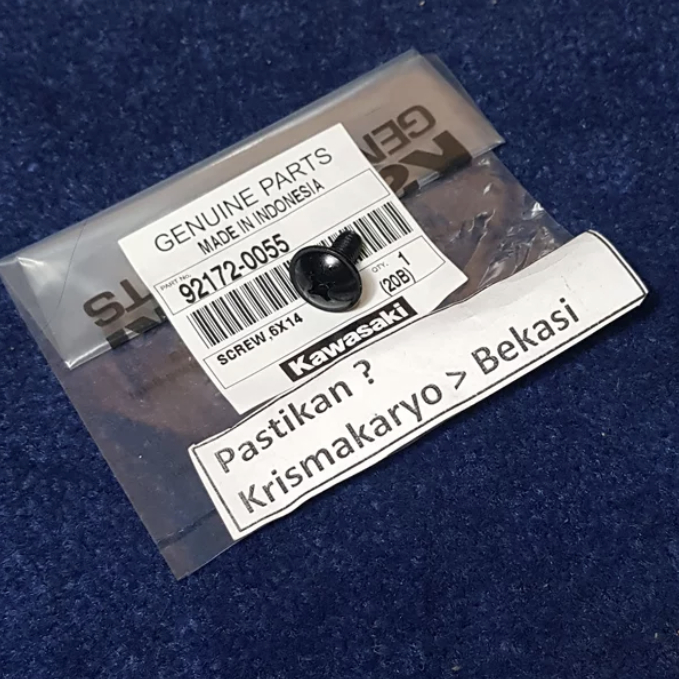 GENUINE PARTS
MADE IN INDONESIA
PART NO.
92172-0055
QTY. 1
SCREW,6X14
(20B)
Kawasaki
Pastikan ?
Krismakaryo > Bekasi